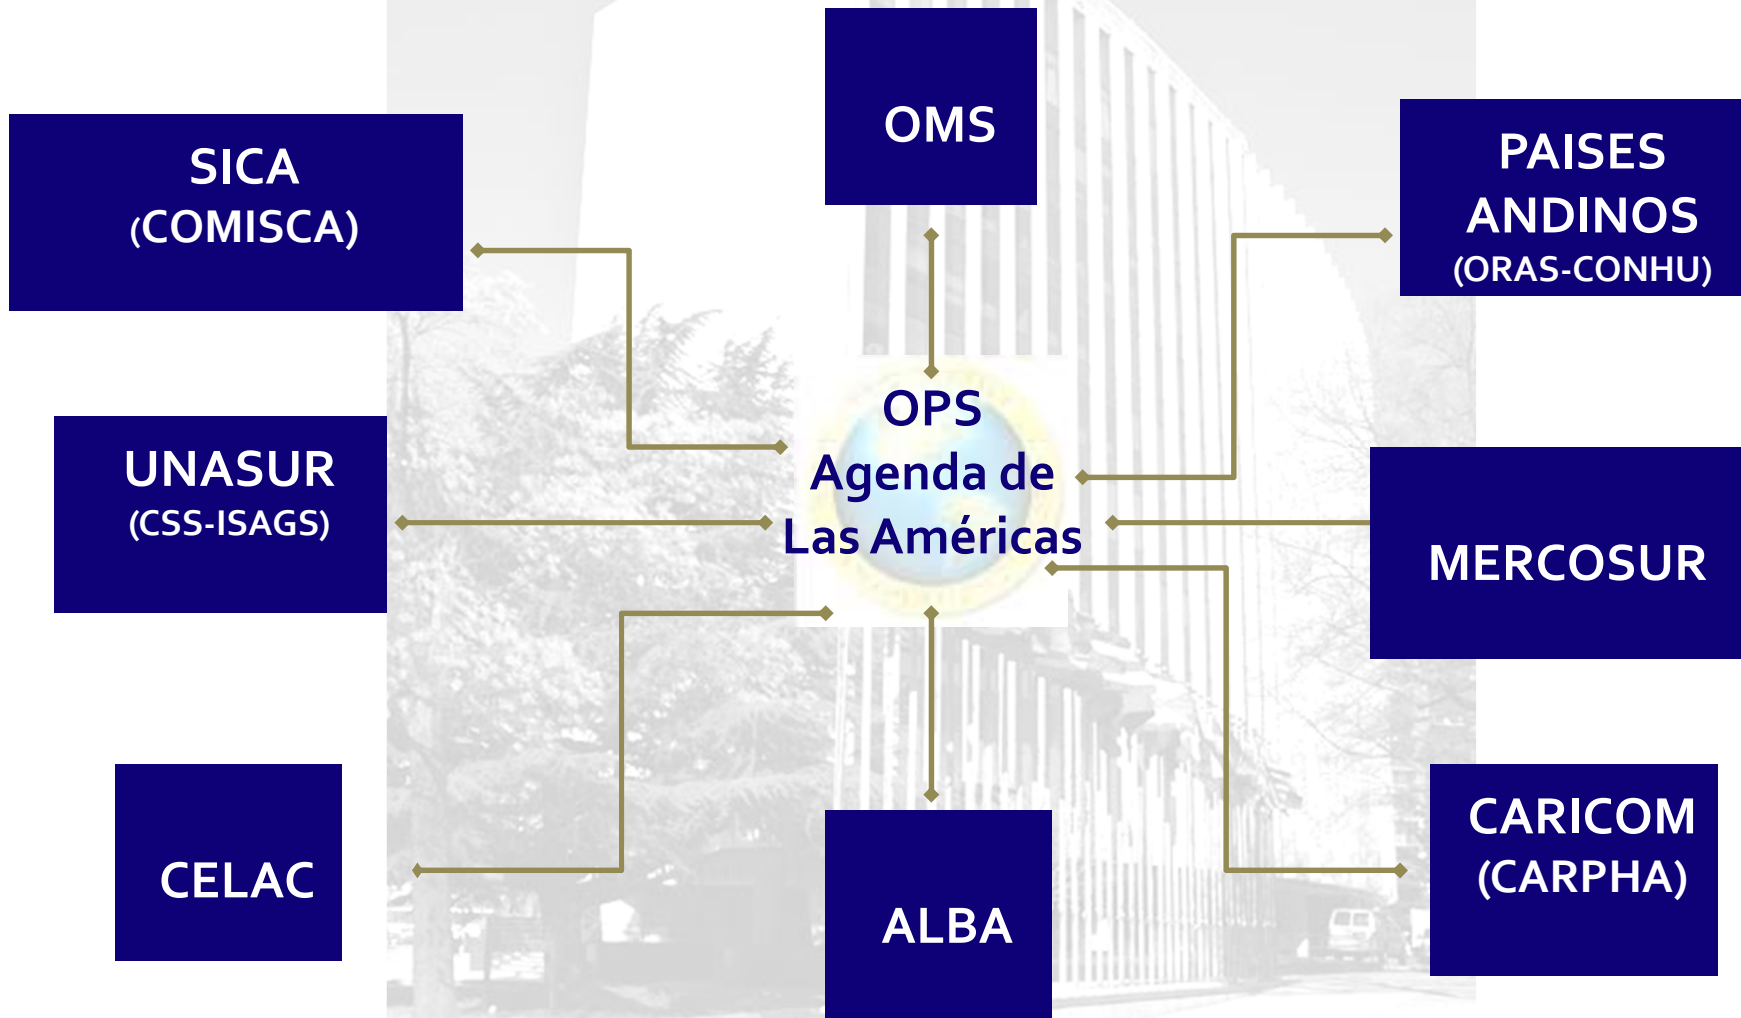 OMS
SICA
(COMISCA)
PAISES
ANDINOS
(ORAS-CONHU)
OPS
Agenda de
Las Américas
UNASUR
(CSS-ISAGS)
MERCOSUR
CELAC
ALBA
CARICOM
(CARPHA)